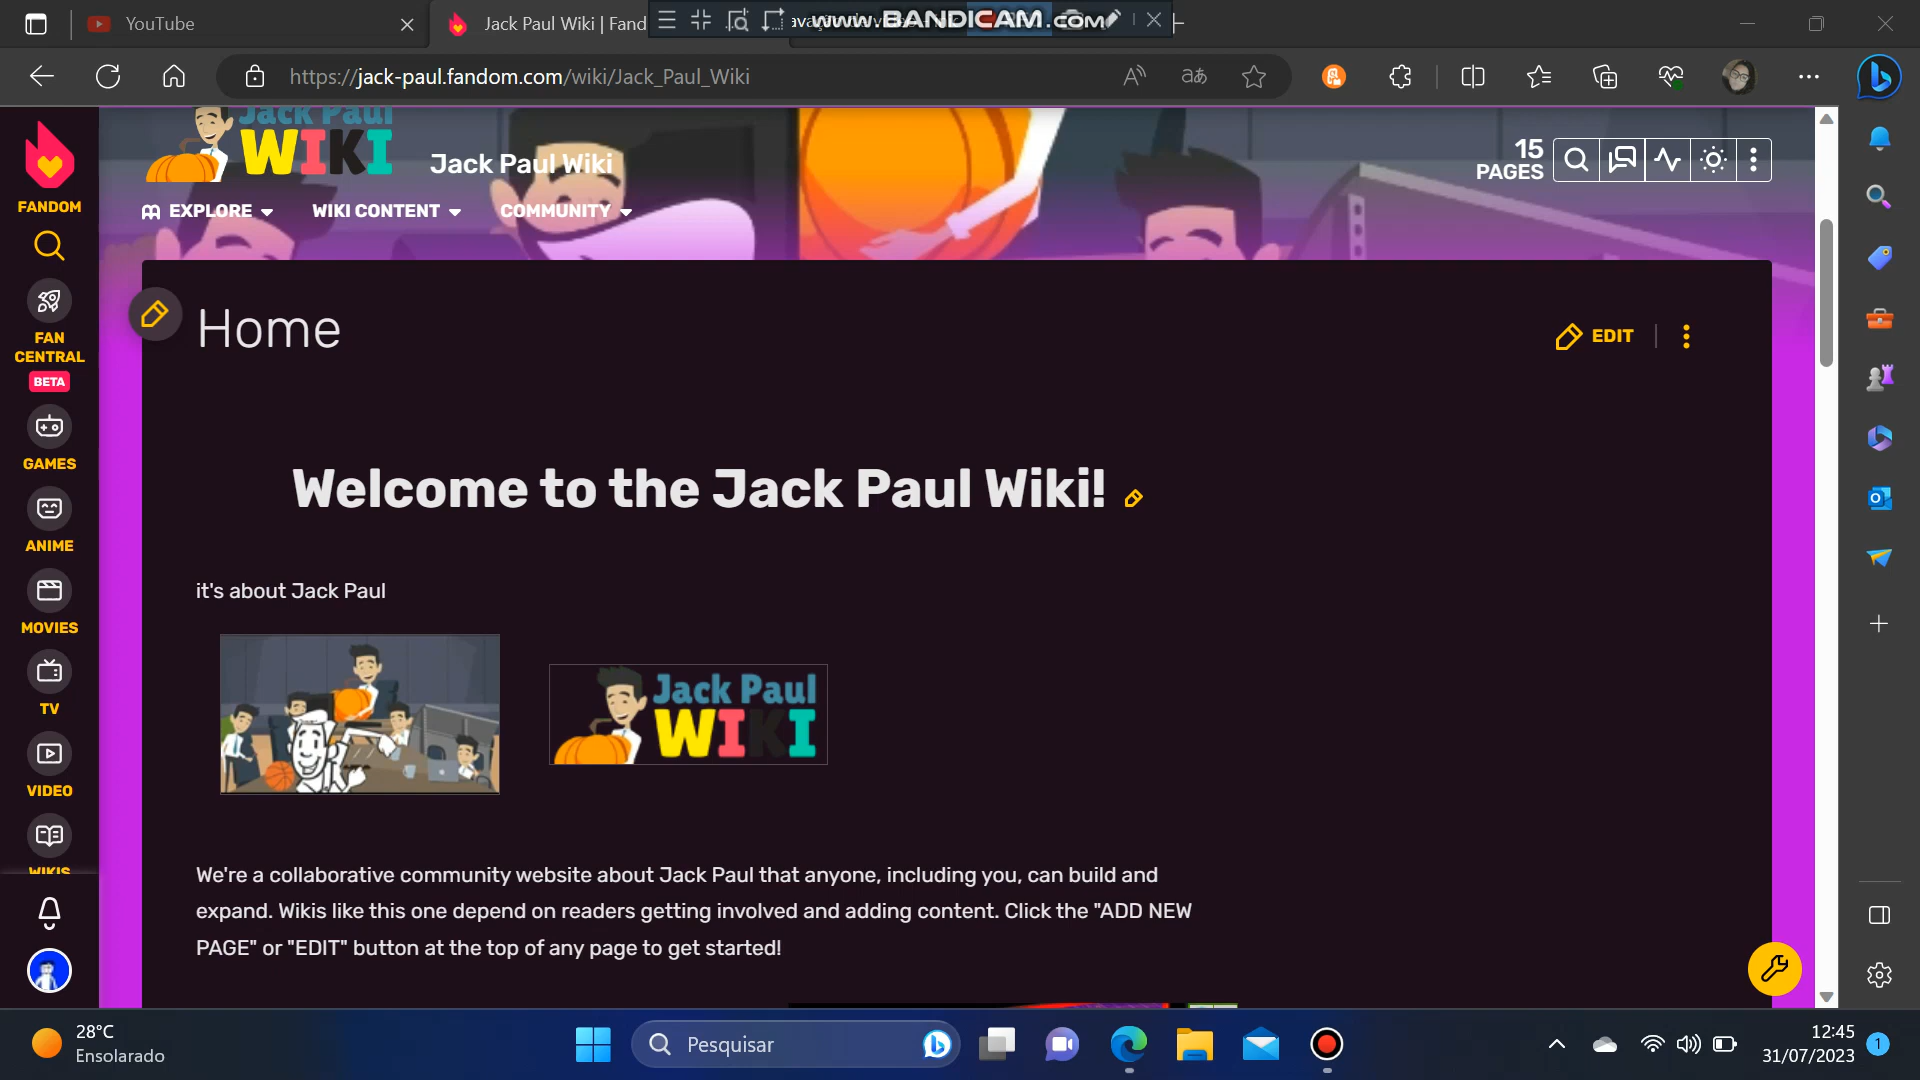 YouTube
Jack Paul Wiki | Fand
www.BANDICAM.com
https://jack-paul.fandom.com/wiki/Jack_Paul_Wiki
aあ
FANDOM
FAN
CENTRAL
BETA
GAMES
ANIME
MOVIES
TV
VIDEO
WIKIS
Jack Paul
WIKI
Jack Paul Wiki
15
PAGES
EXPLORE
WIKI CONTENT
COMMUNITY
Home
EDIT
Welcome to the Jack Paul Wiki!
it's about Jack Paul
Jack Paul
WIKI
We're a collaborative community website about Jack Paul that anyone, including you, can build and
expand. Wikis like this one depend on readers getting involved and adding content. Click the "ADD NEW
PAGE" or "EDIT" button at the top of any page to get started!
28°C
Ensolarado
Pesquisar
12:45
31/07/2023
1